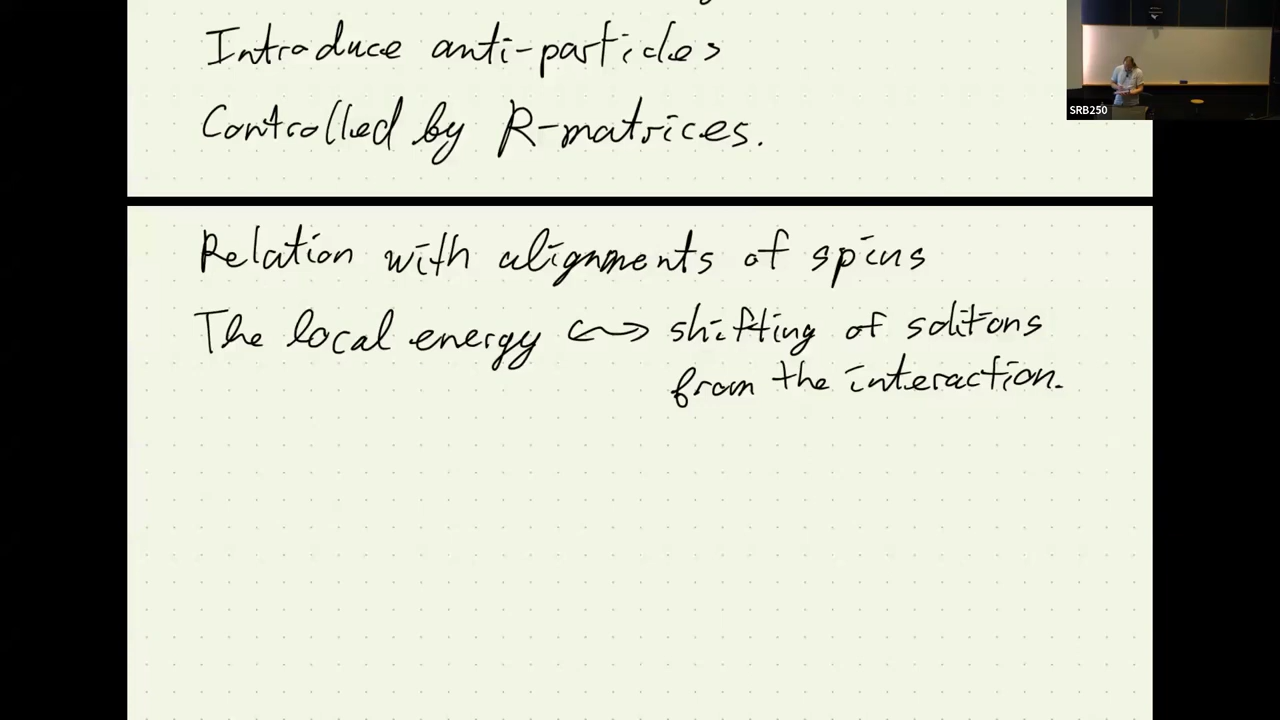 Introduce anti-particles
Controlled by R-matrices.
SRB250
Relation with alignments of spins
The local energy ↔ shifting of solitons
from the interaction.